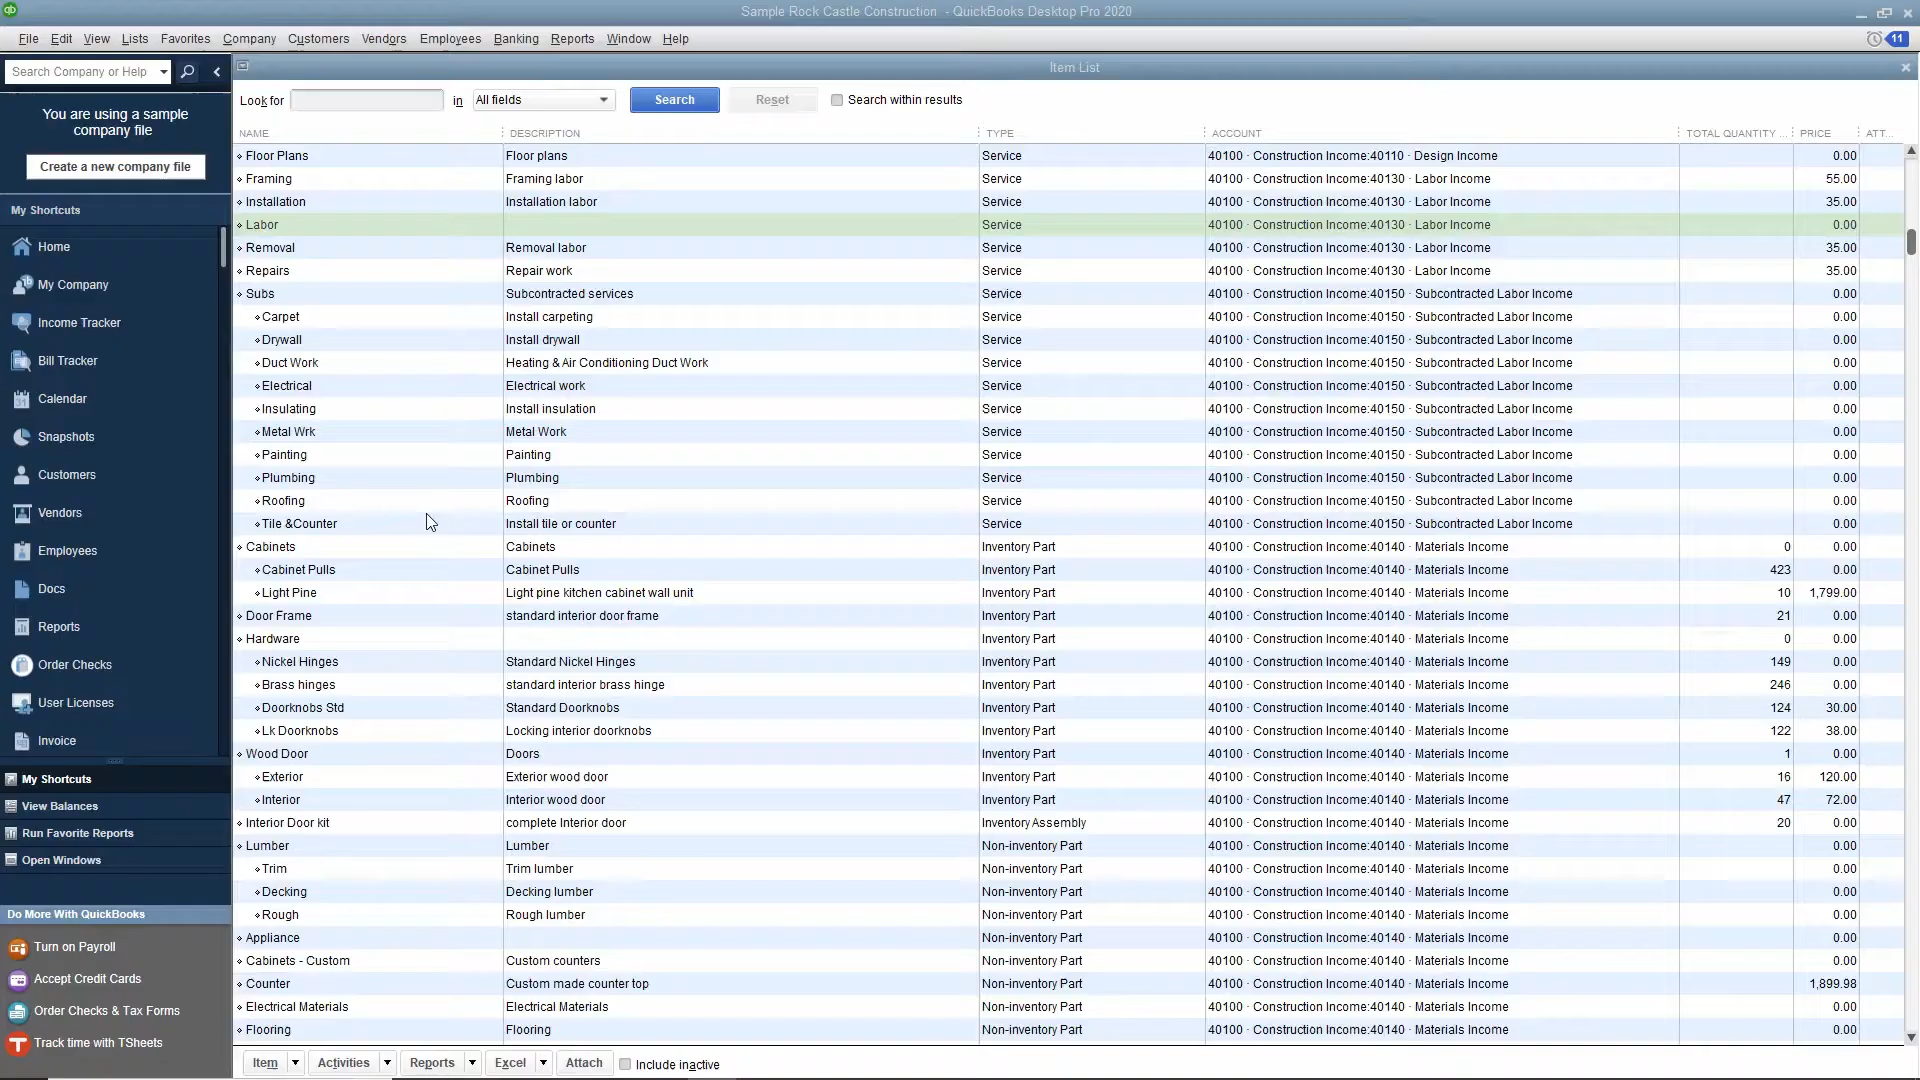 Sample Rock Castle Construction - QuickBooks Desktop Pro 2020
File Edit View Lists Favorites Company Customers Vendors Employees Banking Reports Window Help 11
Search Company or Help
Item List
You are using a sample
company file
Create a new company file
My Shortcuts
Home
My Company
Income Tracker
Bill Tracker
Calendar
Snapshots
Customers
Vendors
Employees
Docs
Reports
Order Checks
User Licenses
Invoice
My Shortcuts
View Balances
Run Favorite Reports
Open Windows
Do More With QuickBooks
Turn on Payroll
Accept Credit Cards
Order Checks & Tax Forms
Track time with TSheets
Look for in All fields Search Reset Search within results
NAME DESCRIPTION TYPE ACCOUNT TOTAL QUANTITY ... PRICE ATT...
Floor Plans Floor plans Service 40100 · Construction Income:40110 · Design Income 0.00
Framing Framing labor Service 40100 · Construction Income:40130 · Labor Income 55.00
Installation Installation labor Service 40100 · Construction Income:40130 · Labor Income 35.00
Labor Service 40100 · Construction Income:40130 · Labor Income 0.00
Removal Removal labor Service 40100 · Construction Income:40130 · Labor Income 35.00
Repairs Repair work Service 40100 · Construction Income:40130 · Labor Income 35.00
Subs Subcontracted services Service 40100 · Construction Income:40150 · Subcontracted Labor Income 0.00
Carpet Install carpeting Service 40100 · Construction Income:40150 · Subcontracted Labor Income 0.00
Drywall Install drywall Service 40100 · Construction Income:40150 · Subcontracted Labor Income 0.00
Duct Work Heating & Air Conditioning Duct Work Service 40100 · Construction Income:40150 · Subcontracted Labor Income 0.00
Electrical Electrical work Service 40100 · Construction Income:40150 · Subcontracted Labor Income 0.00
Insulating Install insulation Service 40100 · Construction Income:40150 · Subcontracted Labor Income 0.00
Metal Wrk Metal Work Service 40100 · Construction Income:40150 · Subcontracted Labor Income 0.00
Painting Painting Service 40100 · Construction Income:40150 · Subcontracted Labor Income 0.00
Plumbing Plumbing Service 40100 · Construction Income:40150 · Subcontracted Labor Income 0.00
Roofing Roofing Service 40100 · Construction Income:40150 · Subcontracted Labor Income 0.00
Tile &Counter Install tile or counter Service 40100 · Construction Income:40150 · Subcontracted Labor Income 0.00
Cabinets Cabinets Inventory Part 40100 · Construction Income:40140 · Materials Income 0 0.00
Cabinet Pulls Cabinet Pulls Inventory Part 40100 · Construction Income:40140 · Materials Income 423 0.00
Light Pine Light pine kitchen cabinet wall unit Inventory Part 40100 · Construction Income:40140 · Materials Income 10 1,799.00
Door Frame standard interior door frame Inventory Part 40100 · Construction Income:40140 · Materials Income 21 0.00
Hardware Inventory Part 40100 · Construction Income:40140 · Materials Income 0 0.00
Nickel Hinges Standard Nickel Hinges Inventory Part 40100 · Construction Income:40140 · Materials Income 149 0.00
Brass hinges standard interior brass hinge Inventory Part 40100 · Construction Income:40140 · Materials Income 246 0.00
Doorknobs Std Standard Doorknobs Inventory Part 40100 · Construction Income:40140 · Materials Income 124 30.00
Lk Doorknobs Locking interior doorknobs Inventory Part 40100 · Construction Income:40140 · Materials Income 122 38.00
Wood Door Doors Inventory Part 40100 · Construction Income:40140 · Materials Income 1 0.00
Exterior Exterior wood door Inventory Part 40100 · Construction Income:40140 · Materials Income 16 120.00
Interior Interior wood door Inventory Part 40100 · Construction Income:40140 · Materials Income 47 72.00
Interior Door kit complete Interior door Inventory Assembly 40100 · Construction Income:40140 · Materials Income 20 0.00
Lumber Lumber Non-inventory Part 40100 · Construction Income:40140 · Materials Income 0.00
Trim Trim lumber Non-inventory Part 40100 · Construction Income:40140 · Materials Income 0.00
Decking Decking lumber Non-inventory Part 40100 · Construction Income:40140 · Materials Income 0.00
Rough Rough lumber Non-inventory Part 40100 · Construction Income:40140 · Materials Income 0.00
Appliance Non-inventory Part 40100 · Construction Income:40140 · Materials Income 0.00
Cabinets - Custom Custom counters Non-inventory Part 40100 · Construction Income:40140 · Materials Income 0.00
Counter Custom made counter top Non-inventory Part 40100 · Construction Income:40140 · Materials Income 1,899.98
Electrical Materials Electrical Materials Non-inventory Part 40100 · Construction Income:40140 · Materials Income 0.00
Flooring Flooring Non-inventory Part 40100 · Construction Income:40140 · Materials Income 0.00
Item Activities Reports Excel Attach Include inactive